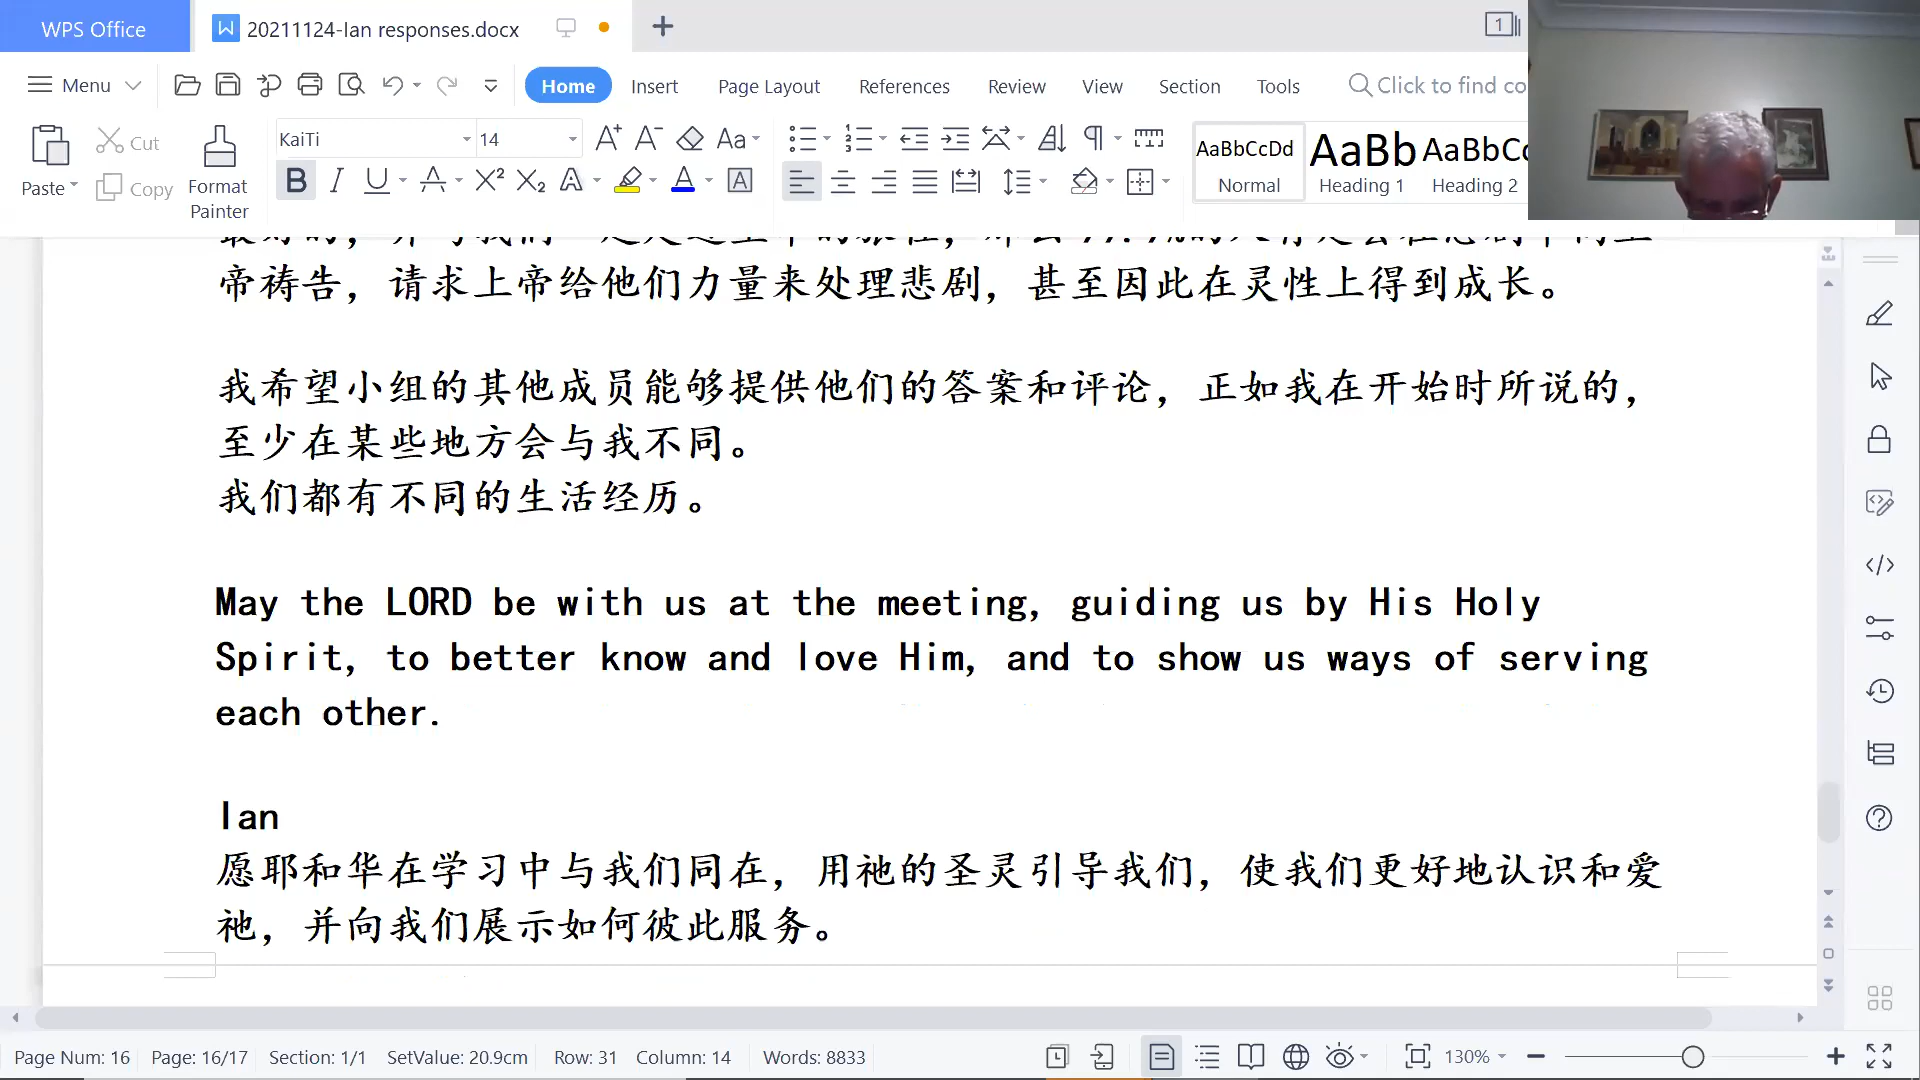 WPS Office
20211124-Ian responses.docx
1
Menu
Home Insert Page Layout References Review View Section Tools Click to find co
Paste Cut Copy Format Painter
KaiTi 14
AaBbCcDd AaBb AaBbC
Normal Heading 1 Heading 2
帝祷告，请求上帝给他们力量来处理悲剧，甚至因此在灵性上得到成长。
我希望小组的其他成员能够提供他们的答案和评论，正如我在开始时所说的，
至少在某些地方会与我不同。
我们都有不同的生活经历。
May the LORD be with us at the meeting, guiding us by His Holy
Spirit, to better know and love Him, and to show us ways of serving
each other.
Ian
愿耶和华在学习中与我们同在，用祂的圣灵引导我们，使我们更好地认识和爱
祂，并向我们展示如何彼此服务。
Page Num: 16 Page: 16/17 Section: 1/1 SetValue: 20.9cm Row: 31 Column: 14 Words: 8833 130%